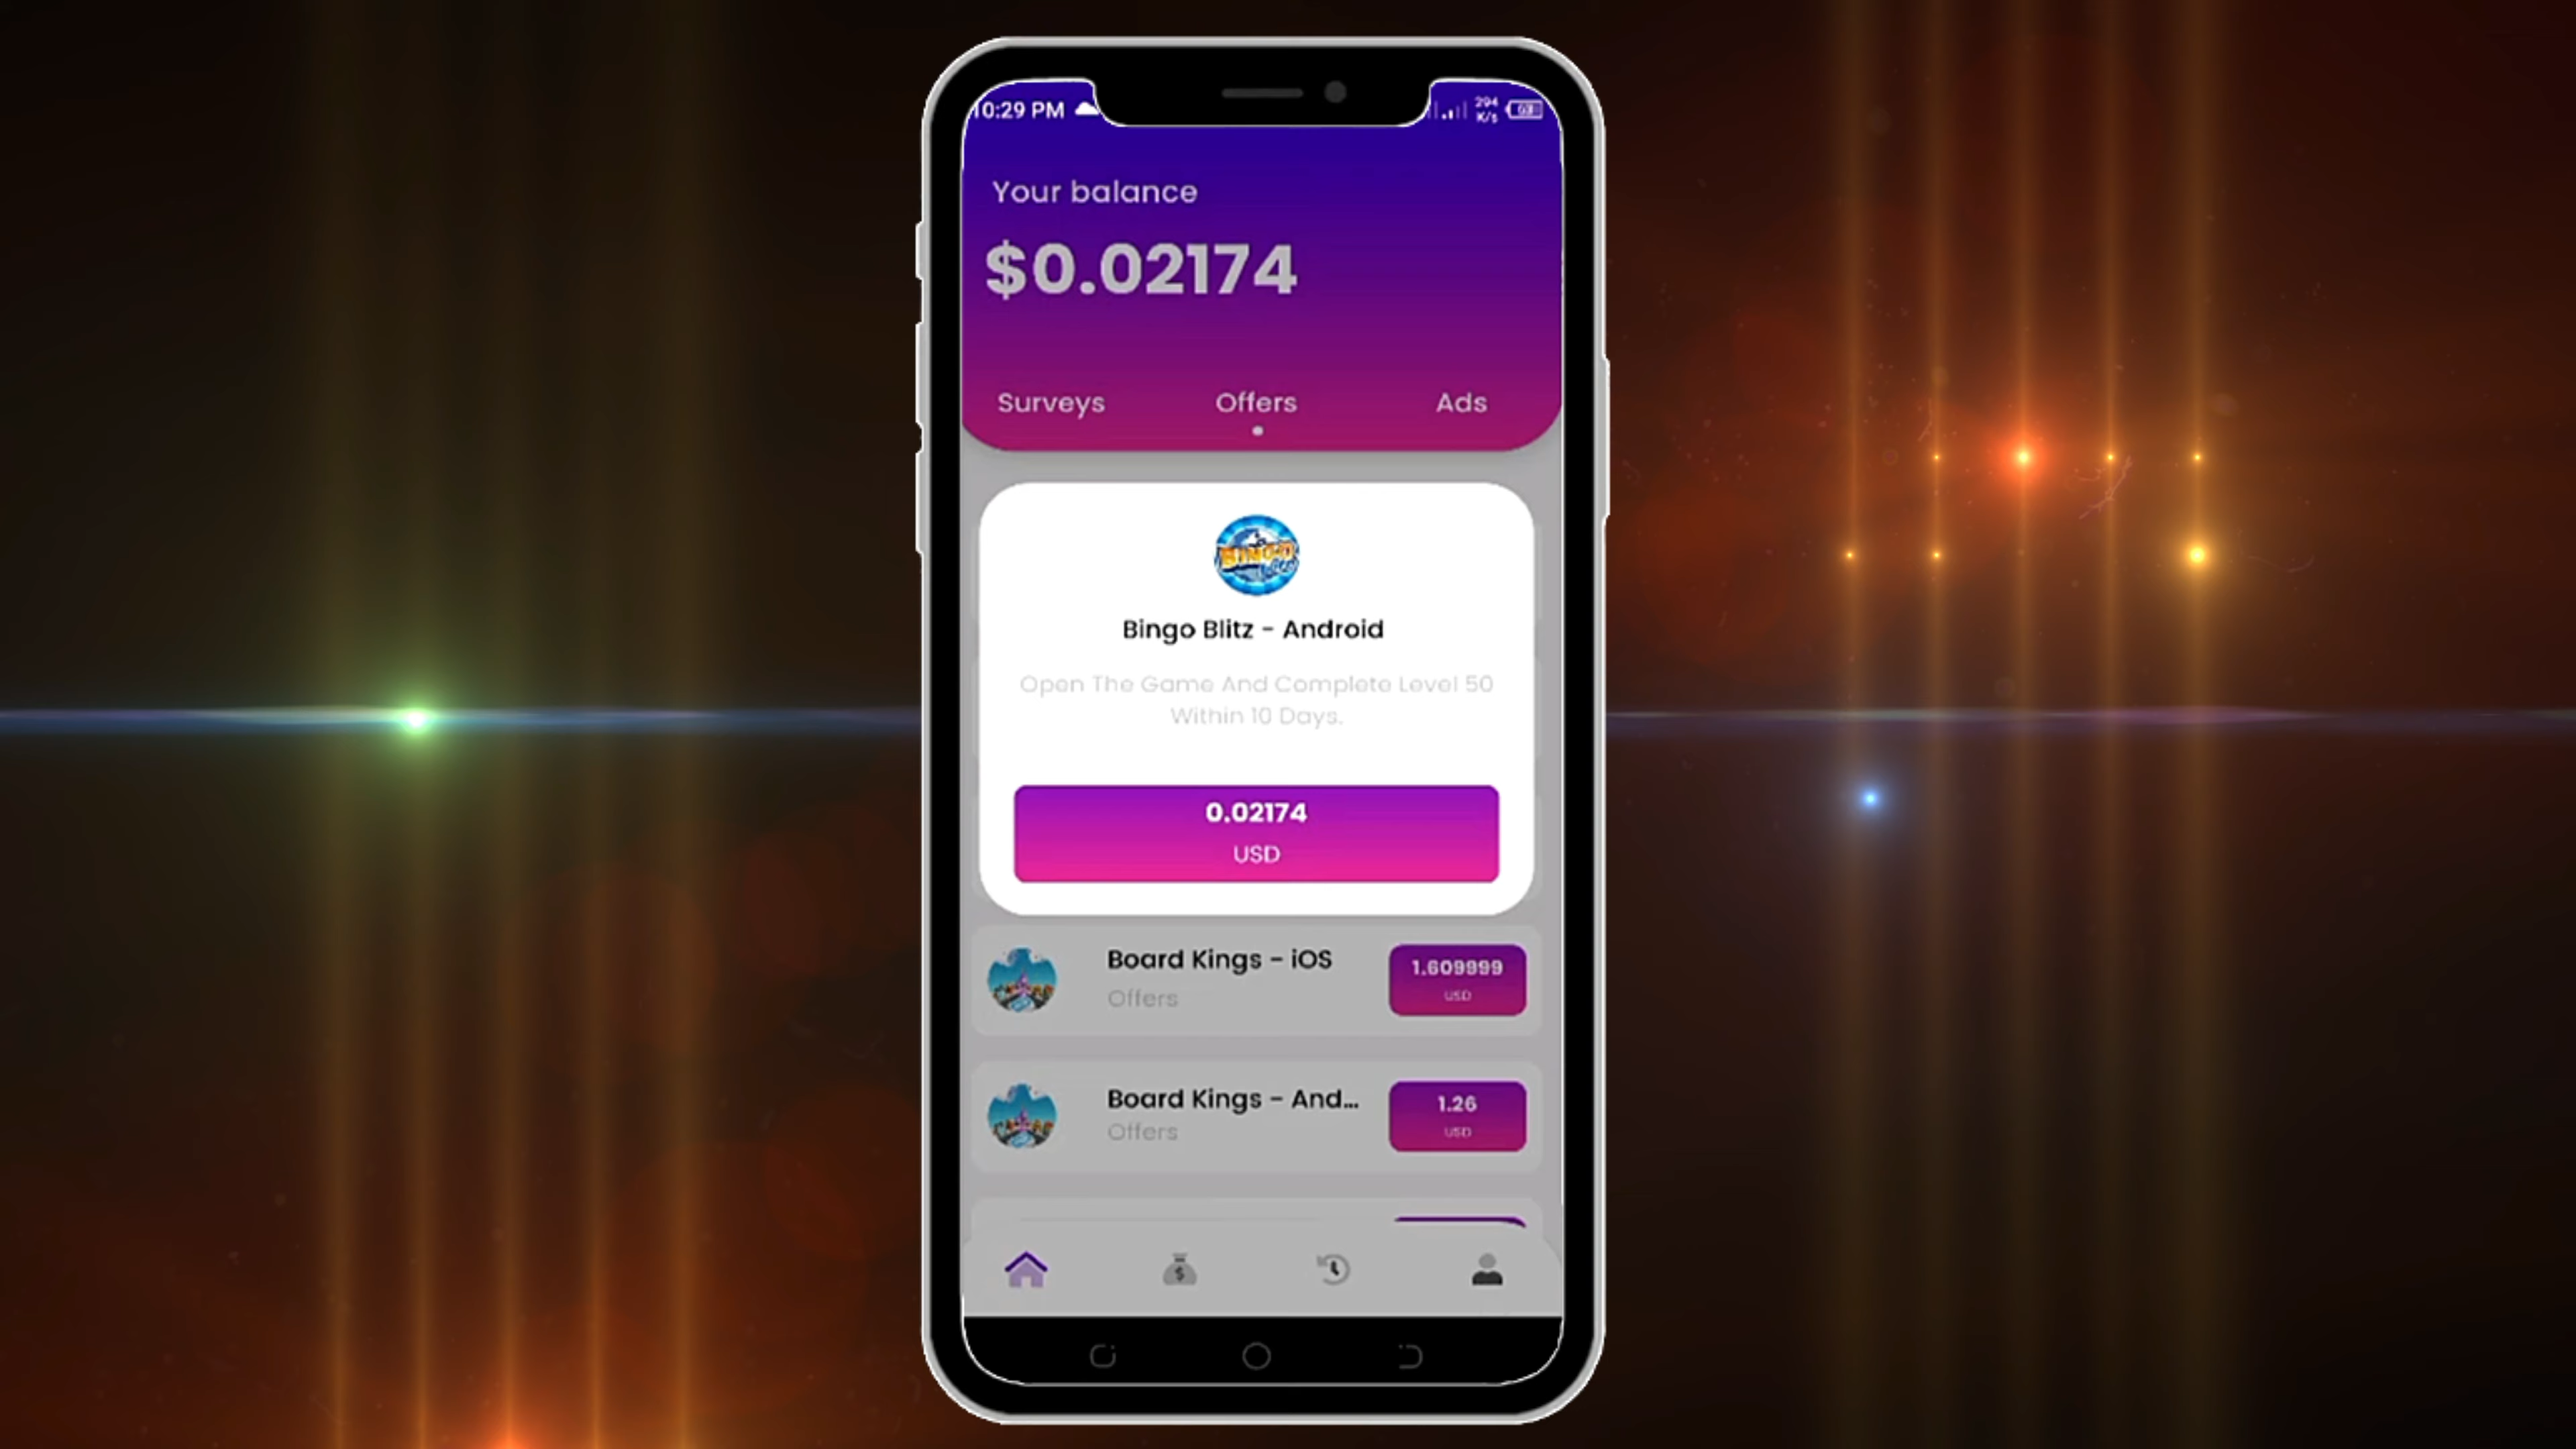 10:29 PM
294
K/s
Your balance
$0.02174
Surveys
Offers
Ads
BINGO
Bingo Blitz - Android
Open The Game And Complete Level 50
Within 10 Days.
0.02174
USD
Board Kings - iOS
Offers
1.609999
USD
Board Kings - And...
Offers
1.26
USD